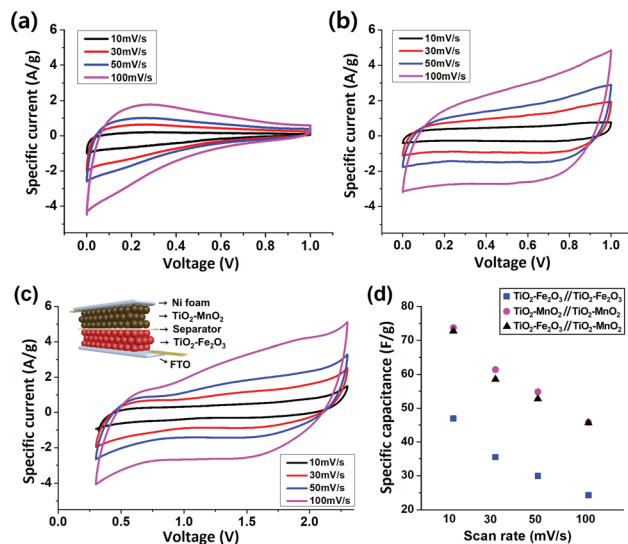 (a)
10mV/s
30mV/s
50mV/s
100mV/s
Specific current (A/g)
6
4
2
0
-2
-4
0.0 0.2 0.4 0.6 0.8 1.0
Voltage (V)
(b)
10mV/s
30mV/s
50mV/s
100mV/s
Specific current (A/g)
6
4
2
0
-2
-4
0.0 0.2 0.4 0.6 0.8 1.0
Voltage (V)
(c)
Ni foam
TiO₂-MnO₂
Separator
TiO₂-Fe₂O₃
FTO
10mV/s
30mV/s
50mV/s
100mV/s
Specific current (A/g)
6
4
2
0
-2
-4
0.0 0.5 1.0 1.5 2.0
Voltage (V)
(d)
TiO₂-Fe₂O₃//TiO₂-Fe₂O₃
TiO₂-MnO₂//TiO₂-MnO₂
TiO₂-Fe₂O₃//TiO₂-MnO₂
Specific capacitance (F/g)
80
70
60
50
40
30
20
10 30 50 100
Scan rate (mV/s)